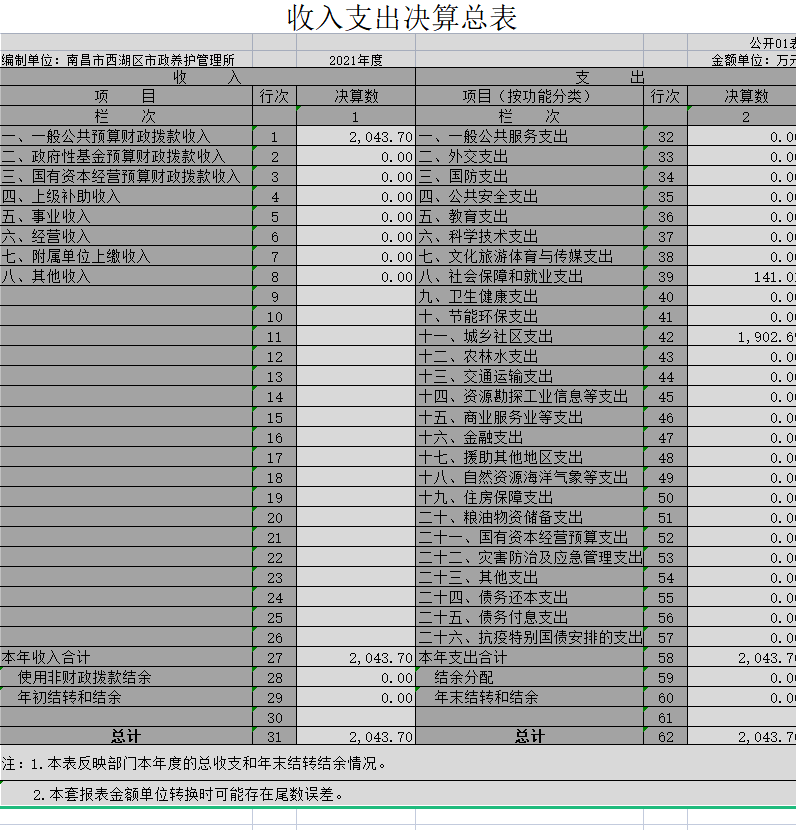 收入支出决算总表
公开01表
编制单位：南昌市西湖区市政养护管理所 2021年度 金额单位：万元
收 入 支 出
项 目 行次 决算数 项目（按功能分类） 行次 决算数
栏 次 1 栏 次 2
一、一般公共预算财政拨款收入 1 2,043.70 一、一般公共服务支出 32 0.0
二、政府性基金预算财政拨款收入 2 0.00 二、外交支出 33 0.0
三、国有资本经营预算财政拨款收入 3 0.00 三、国防支出 34 0.0
四、上级补助收入 4 0.00 四、公共安全支出 35 0.0
五、事业收入 5 0.00 五、教育支出 36 0.0
六、经营收入 6 0.00 六、科学技术支出 37 0.0
七、附属单位上缴收入 7 0.00 七、文化旅游体育与传媒支出 38 0.0
八、其他收入 8 0.00 八、社会保障和就业支出 39 141.0
9 九、卫生健康支出 40 0.0
10 十、节能环保支出 41 0.0
11 十一、城乡社区支出 42 1,902.6
12 十二、农林水支出 43 0.0
13 十三、交通运输支出 44 0.0
14 十四、资源勘探工业信息等支出 45 0.0
15 十五、商业服务业等支出 46 0.0
16 十六、金融支出 47 0.0
17 十七、援助其他地区支出 48 0.0
18 十八、自然资源海洋气象等支出 49 0.0
19 十九、住房保障支出 50 0.0
20 二十、粮油物资储备支出 51 0.0
21 二十一、国有资本经营预算支出 52 0.0
22 二十二、灾害防治及应急管理支出 53 0.0
23 二十三、其他支出 54 0.0
24 二十四、债务还本支出 55 0.0
25 二十五、债务付息支出 56 0.0
26 二十六、抗疫特别国债安排的支出 57 0.0
本年收入合计 27 2,043.70 本年支出合计 58 2,043.7
使用非财政拨款结余 28 0.00 结余分配 59 0.0
年初结转和结余 29 0.00 年末结转和结余 60 0.0
30 61
总计 31 2,043.70 总计 62 2,043.7
注：1.本表反映部门本年度的总收支和年末结转结余情况。
2.本套报表金额单位转换时可能存在尾数误差。